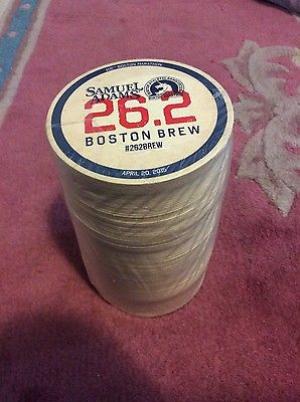 BOSTON MARATHON
SAMUEL
ADAMS
26.2
BOSTON BREW
#262BREW
APRIL 20, 2015